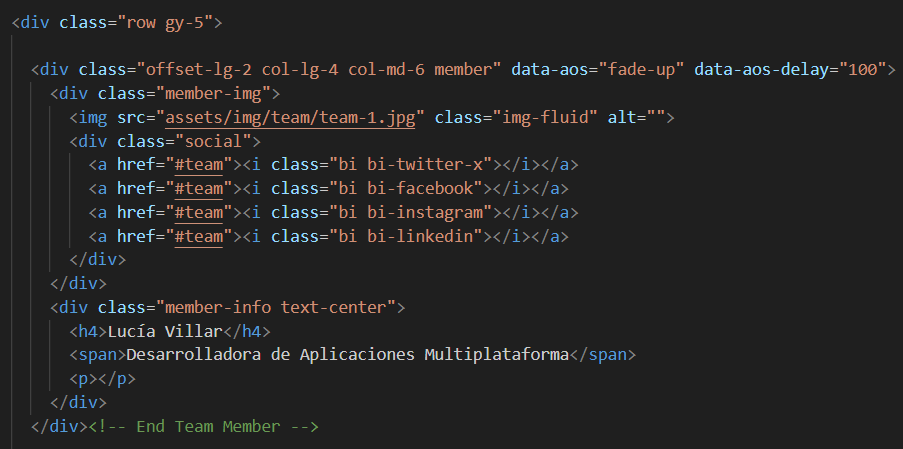 <div class="row gy-5">
<div class="offset-lg-2 col-lg-4 col-md-6 member" data-aos="fade-up" data-aos-delay="100">
<div class="member-img">
<img src="assets/img/team/team-1.jpg" class="img-fluid" alt="">
<div class="social">
<a href="#team"><i class="bi bi-twitter-x"></i></a>
<a href="#team"><i class="bi bi-facebook"></i></a>
<a href="#team"><i class="bi bi-instagram"></i></a>
<a href="#team"><i class="bi bi-linkedin"></i></a>
</div>
</div>
<div class="member-info text-center">
<h4>Lucía Villar</h4>
<span>Desarrolladora de Aplicaciones Multiplataforma</span>
<p></p>
</div>
</div><!-- End Team Member -->